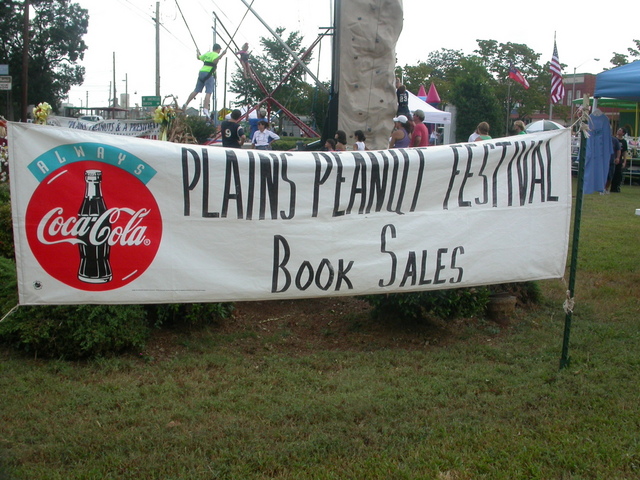 ALWAYS
Coca-Cola
PLAINS PEANUT FESTIVAL
BOOK SALES